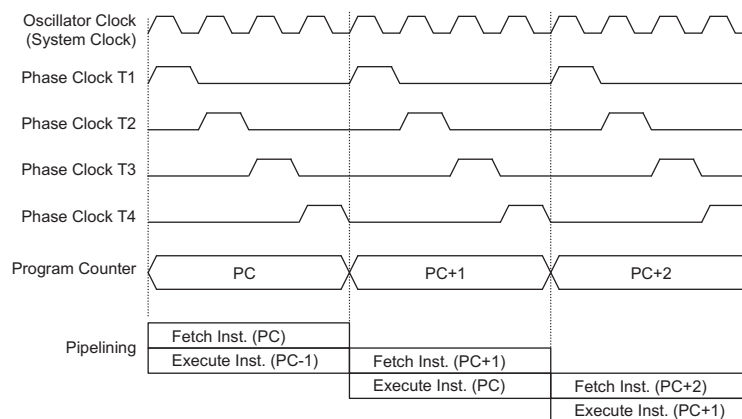 Oscillator Clock
(System Clock)
Phase Clock T1
Phase Clock T2
Phase Clock T3
Phase Clock T4
Program Counter
PC
PC+1
PC+2
Pipelining
Fetch Inst. (PC)
Execute Inst. (PC-1)
Fetch Inst. (PC+1)
Execute Inst. (PC)
Fetch Inst. (PC+2)
Execute Inst. (PC+1)